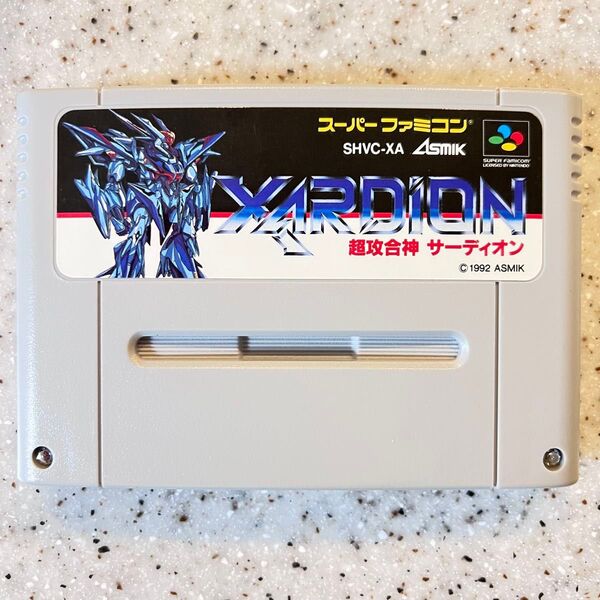 スーパーファミコン®
SHVC-XA ASMIK
SUPER FAMICOM
LICENSED BY NINTENDO
XARDION
超攻合神 サーディオン
©1992 ASMIK